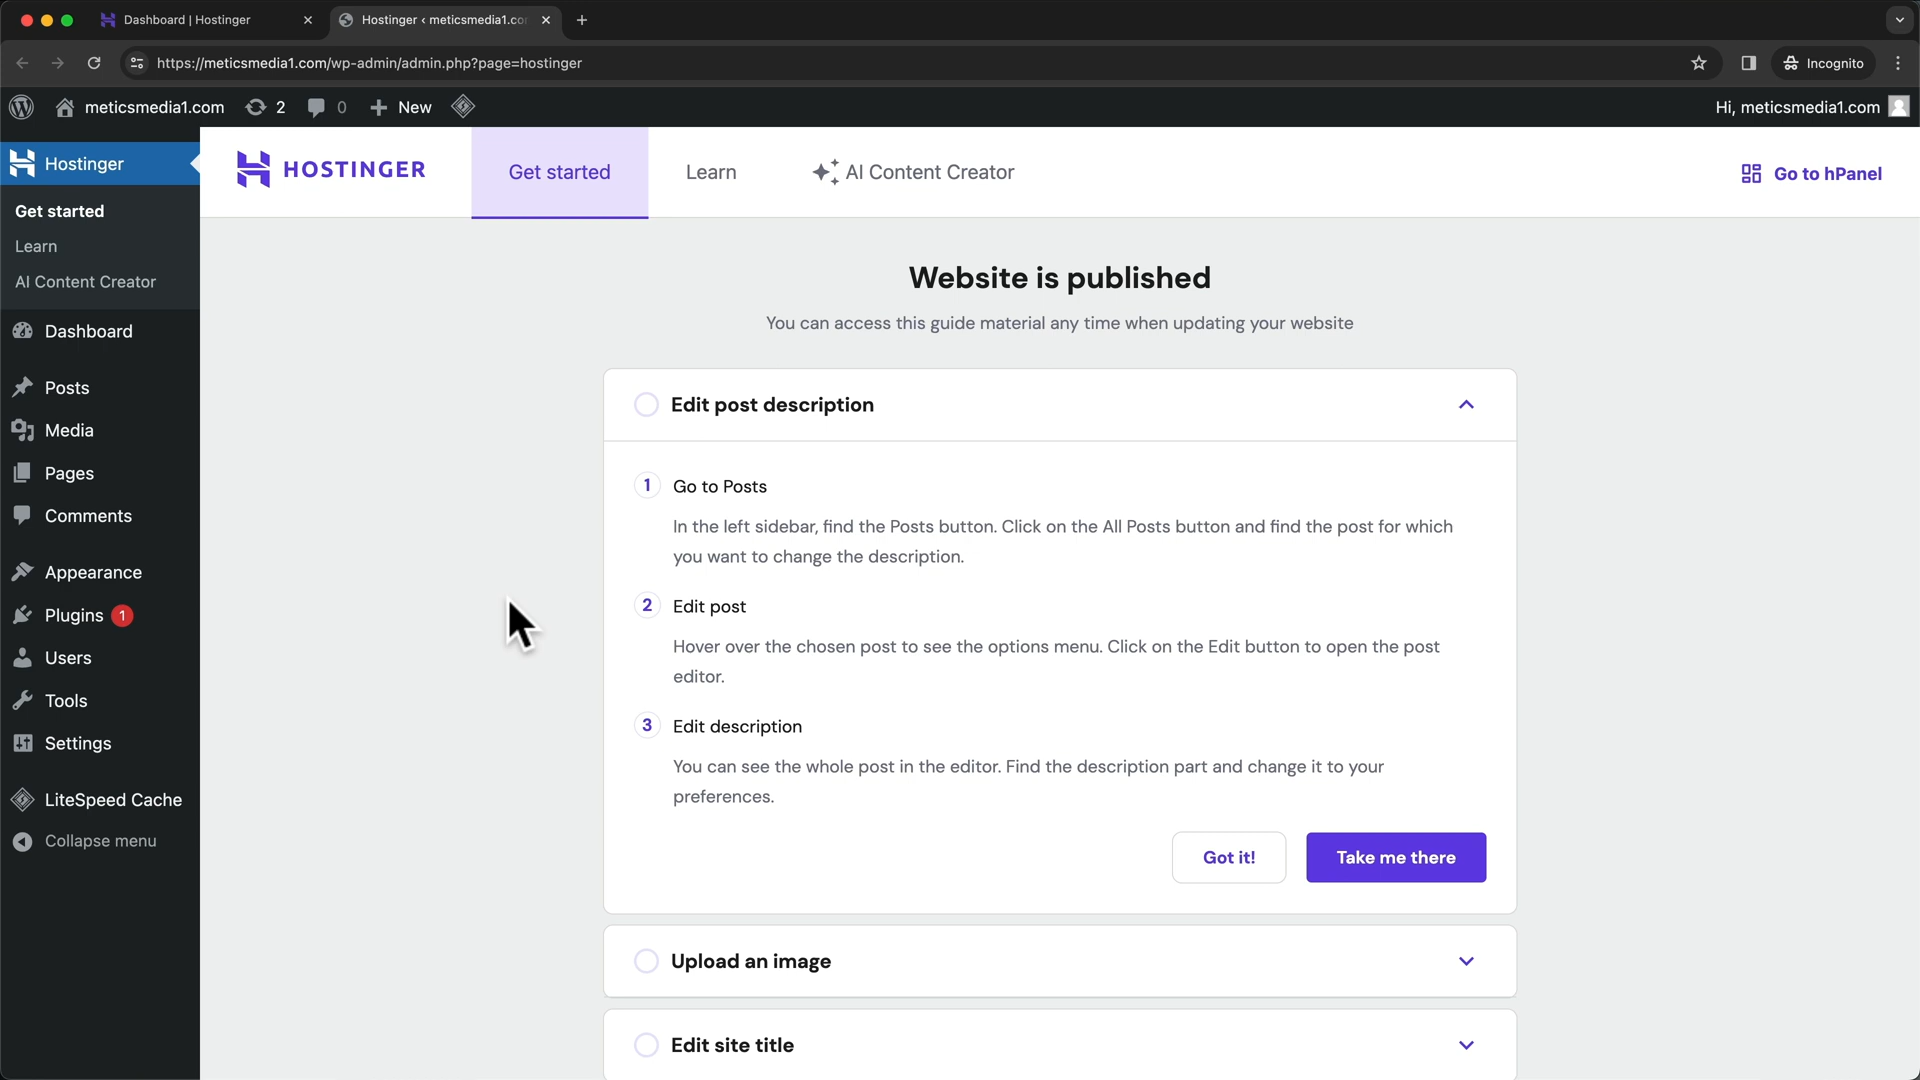 Dashboard | Hostinger
Hostinger ‹ meticsmedia1.co
https://meticsmedia1.com/wp-admin/admin.php?page=hostinger
Incognito
meticsmedia1.com
2
0
New
Hi, meticsmedia1.com
Hostinger
Get started
Learn
AI Content Creator
Dashboard
Posts
Media
Pages
Comments
Appearance
Plugins 1
Users
Tools
Settings
LiteSpeed Cache
Collapse menu
HOSTINGER
Get started
Learn
AI Content Creator
Go to hPanel
Website is published
You can access this guide material any time when updating your website
Edit post description
1 Go to Posts
In the left sidebar, find the Posts button. Click on the All Posts button and find the post for which
you want to change the description.
2 Edit post
Hover over the chosen post to see the options menu. Click on the Edit button to open the post
editor.
3 Edit description
You can see the whole post in the editor. Find the description part and change it to your
preferences.
Got it!
Take me there
Upload an image
Edit site title